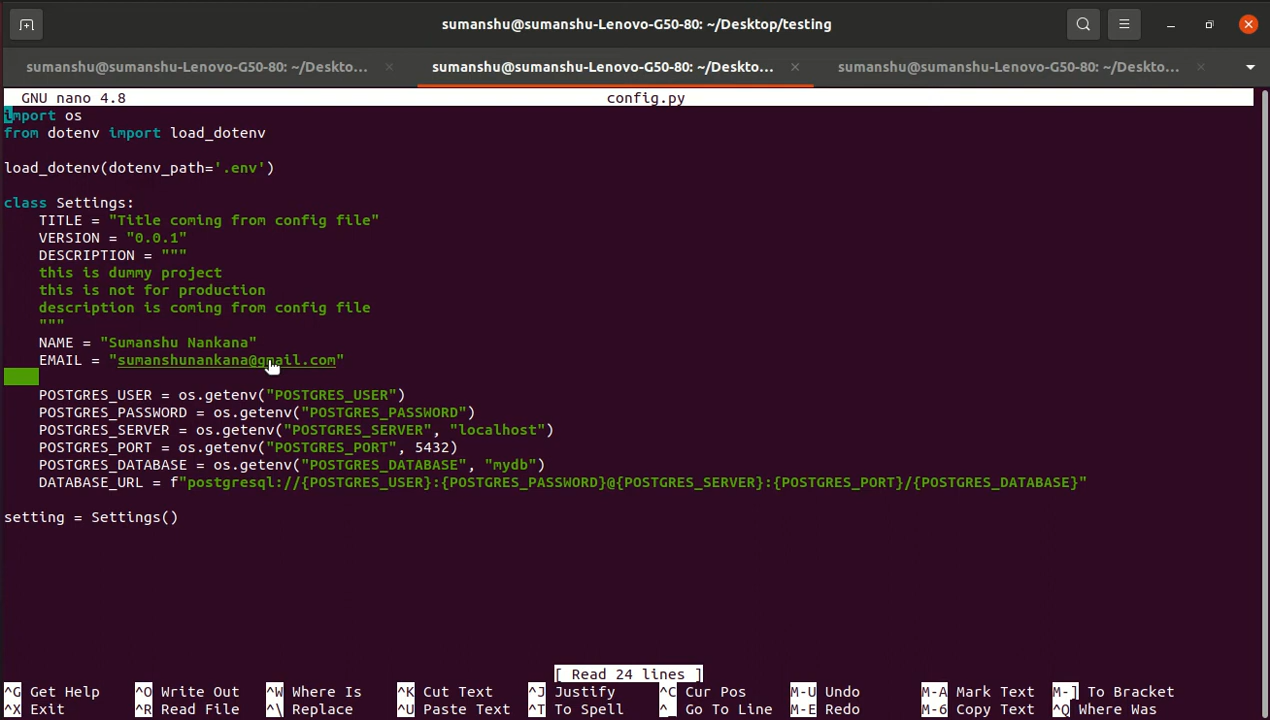 sumanshu@sumanshu-Lenovo-G50-80: ~/Desktop/testing
sumanshu@sumanshu-Lenovo-G50-80: ~/Deskto... × sumanshu@sumanshu-Lenovo-G50-80: ~/Deskto... × sumanshu@sumanshu-Lenovo-G50-80: ~/Deskto... ×
GNU nano 4.8 config.py
import os
from dotenv import load_dotenv
load_dotenv(dotenv_path='.env')
class Settings:
TITLE = "Title coming from config file"
VERSION = "0.0.1"
DESCRIPTION = """
this is dummy project
this is not for production
description is coming from config file
"""
NAME = "Sumanshu Nankana"
EMAIL = "sumanshunankana@gmail.com"
POSTGRES_USER = os.getenv("POSTGRES_USER")
POSTGRES_PASSWORD = os.getenv("POSTGRES_PASSWORD")
POSTGRES_SERVER = os.getenv("POSTGRES_SERVER", "localhost")
POSTGRES_PORT = os.getenv("POSTGRES_PORT", 5432)
POSTGRES_DATABASE = os.getenv("POSTGRES_DATABASE", "mydb")
DATABASE_URL = f"postgresql://{POSTGRES_USER}:{POSTGRES_PASSWORD}@{POSTGRES_SERVER}:{POSTGRES_PORT}/{POSTGRES_DATABASE}"
setting = Settings()
[ Read 24 lines ]
^G Get Help ^O Write Out ^W Where Is ^K Cut Text ^J Justify ^C Cur Pos M-U Undo M-A Mark Text M-] To Bracket
^X Exit ^R Read File ^\ Replace ^U Paste Text ^T To Spell ^_ Go To Line M-E Redo M-6 Copy Text ^Q Where Was